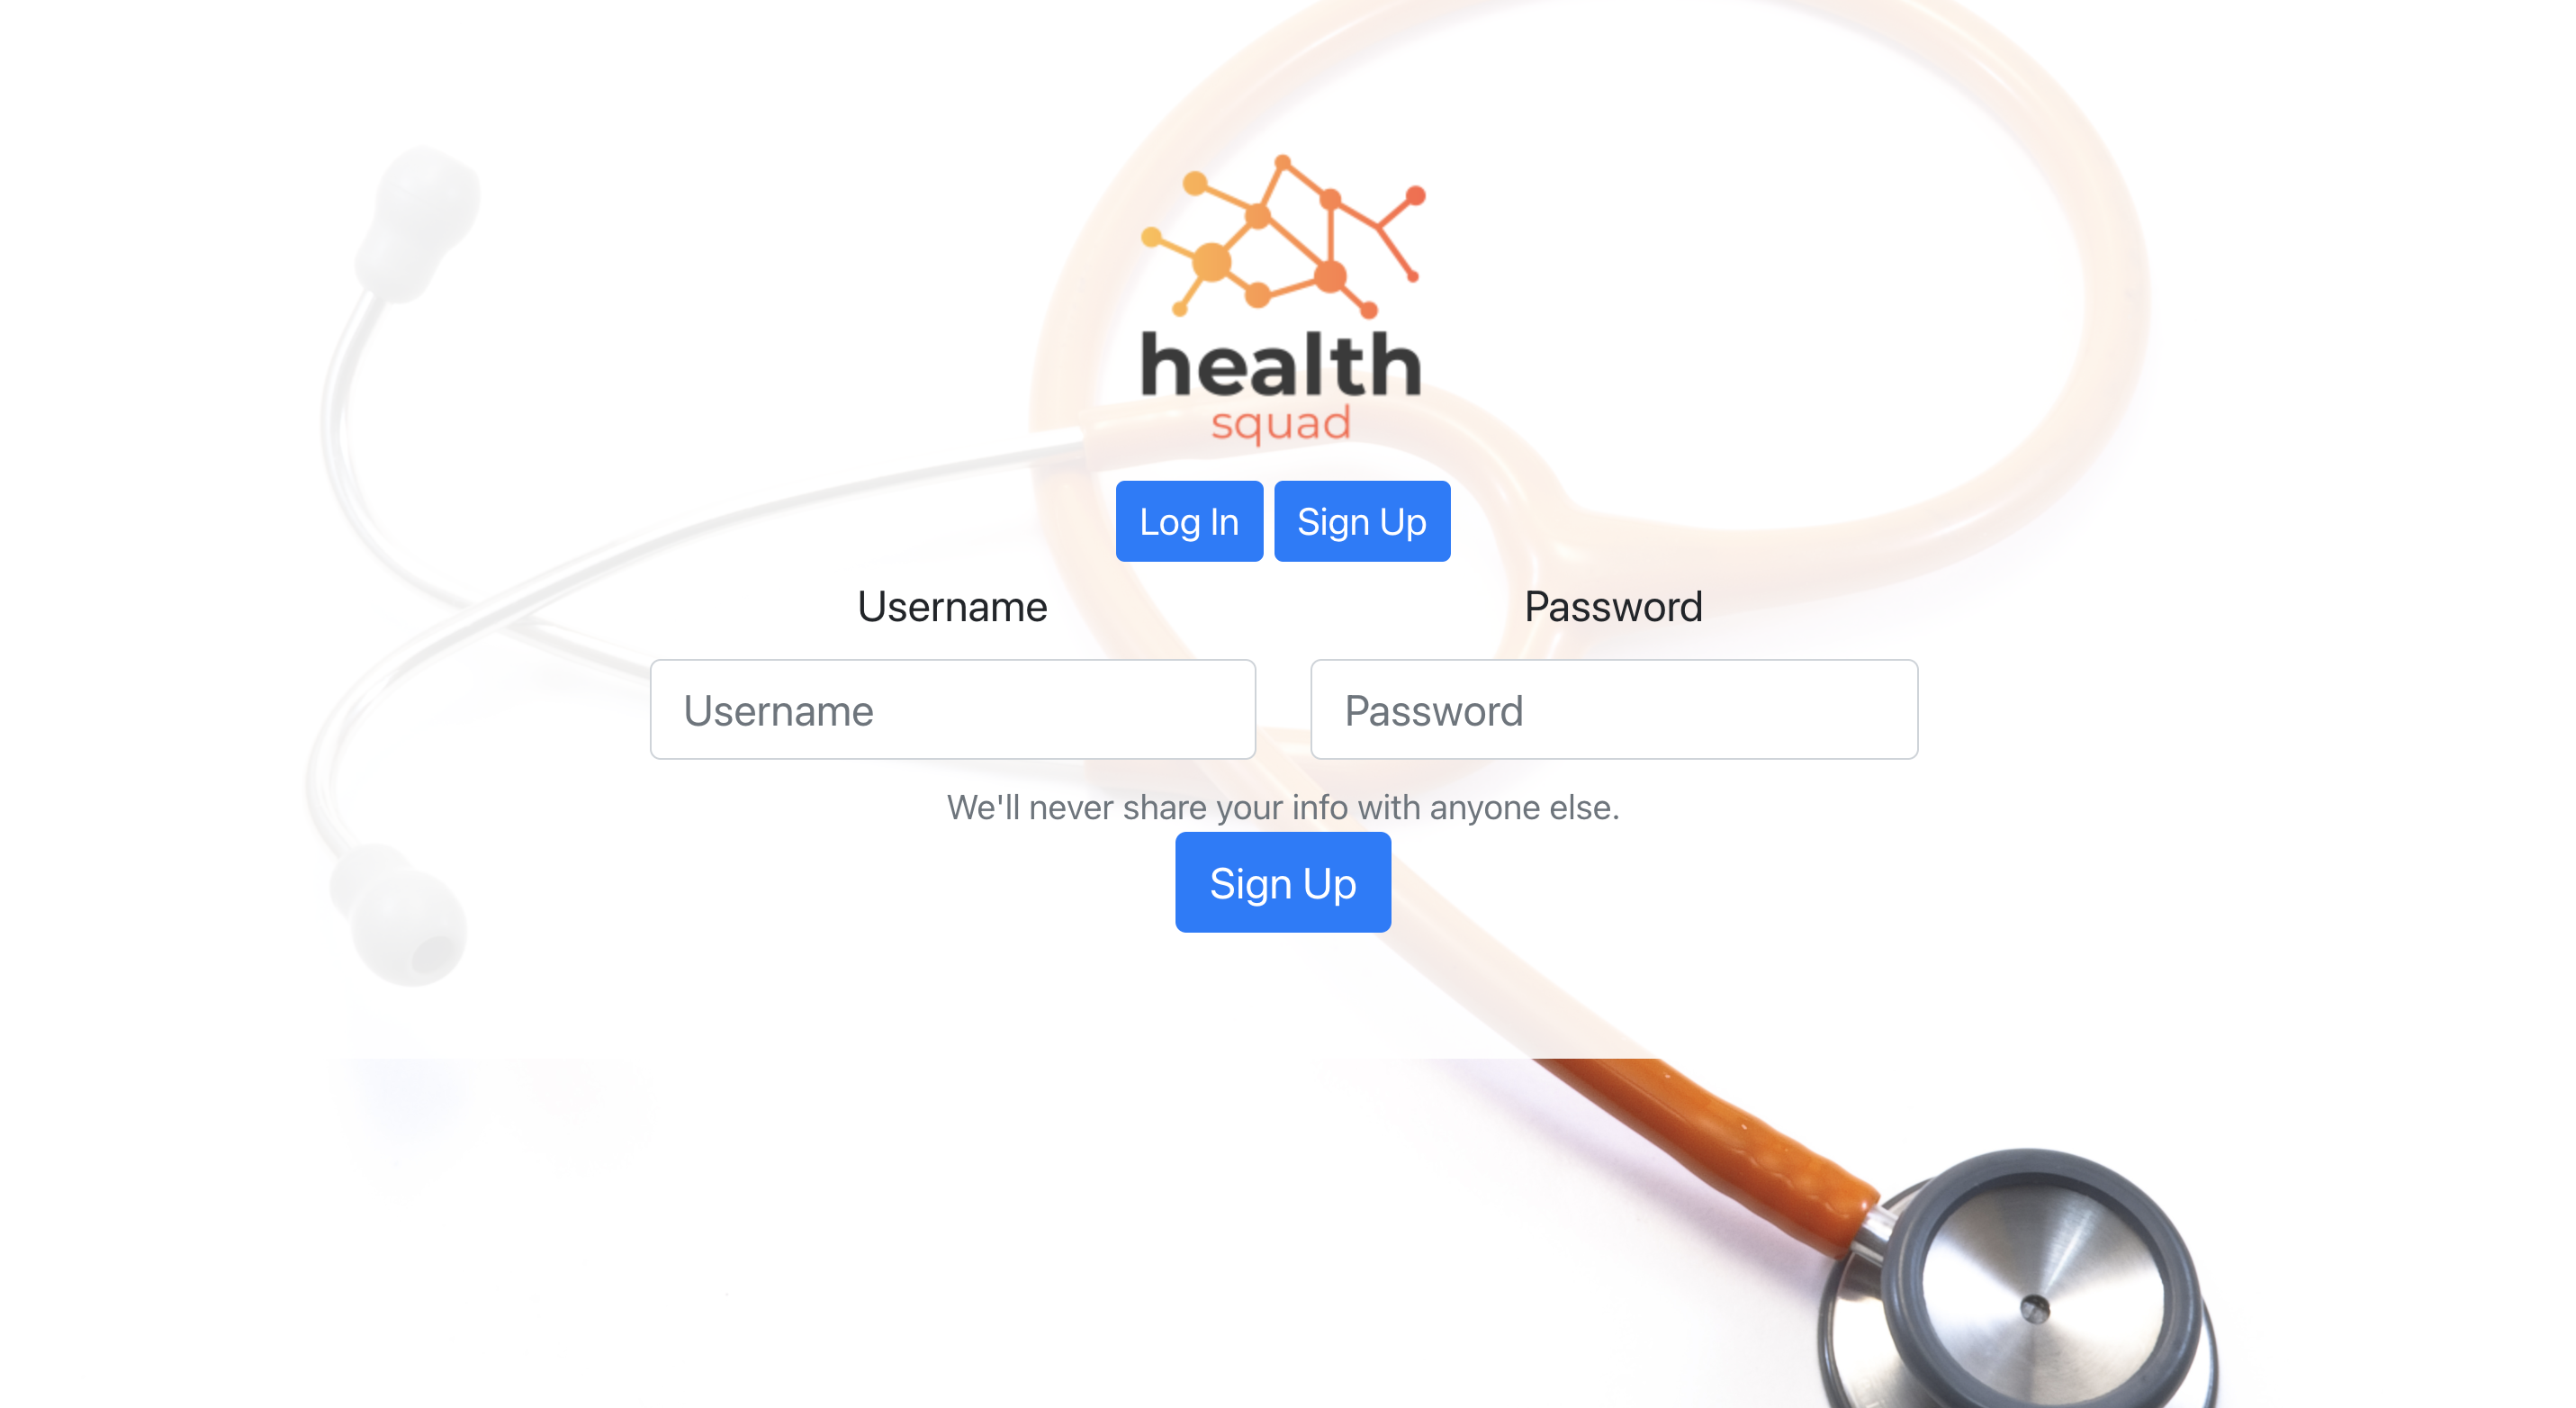 health
squad
Log In Sign Up
Username Password
Username Password
We'll never share your info with anyone else.
Sign Up